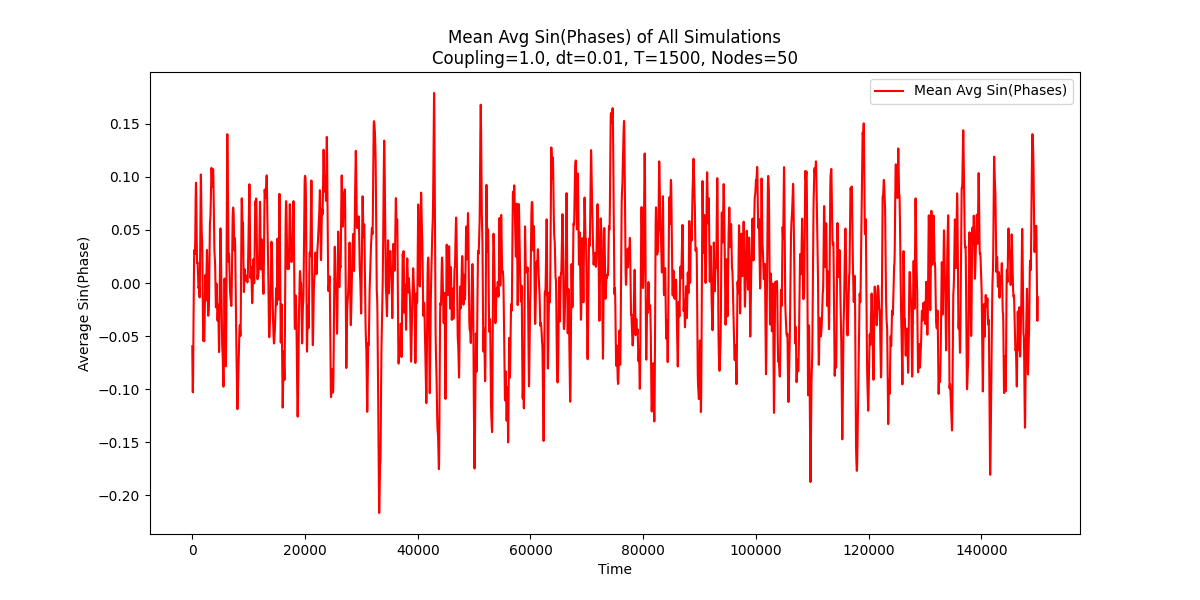 Mean Avg Sin(Phases) of All Simulations
Coupling=1.0, dt=0.01, T=1500, Nodes=50
Mean Avg Sin(Phases)
Average Sin(Phase)
0.15
0.10
0.05
0.00
−0.05
−0.10
−0.15
−0.20
0 20000 40000 60000 80000 100000 120000 140000
Time